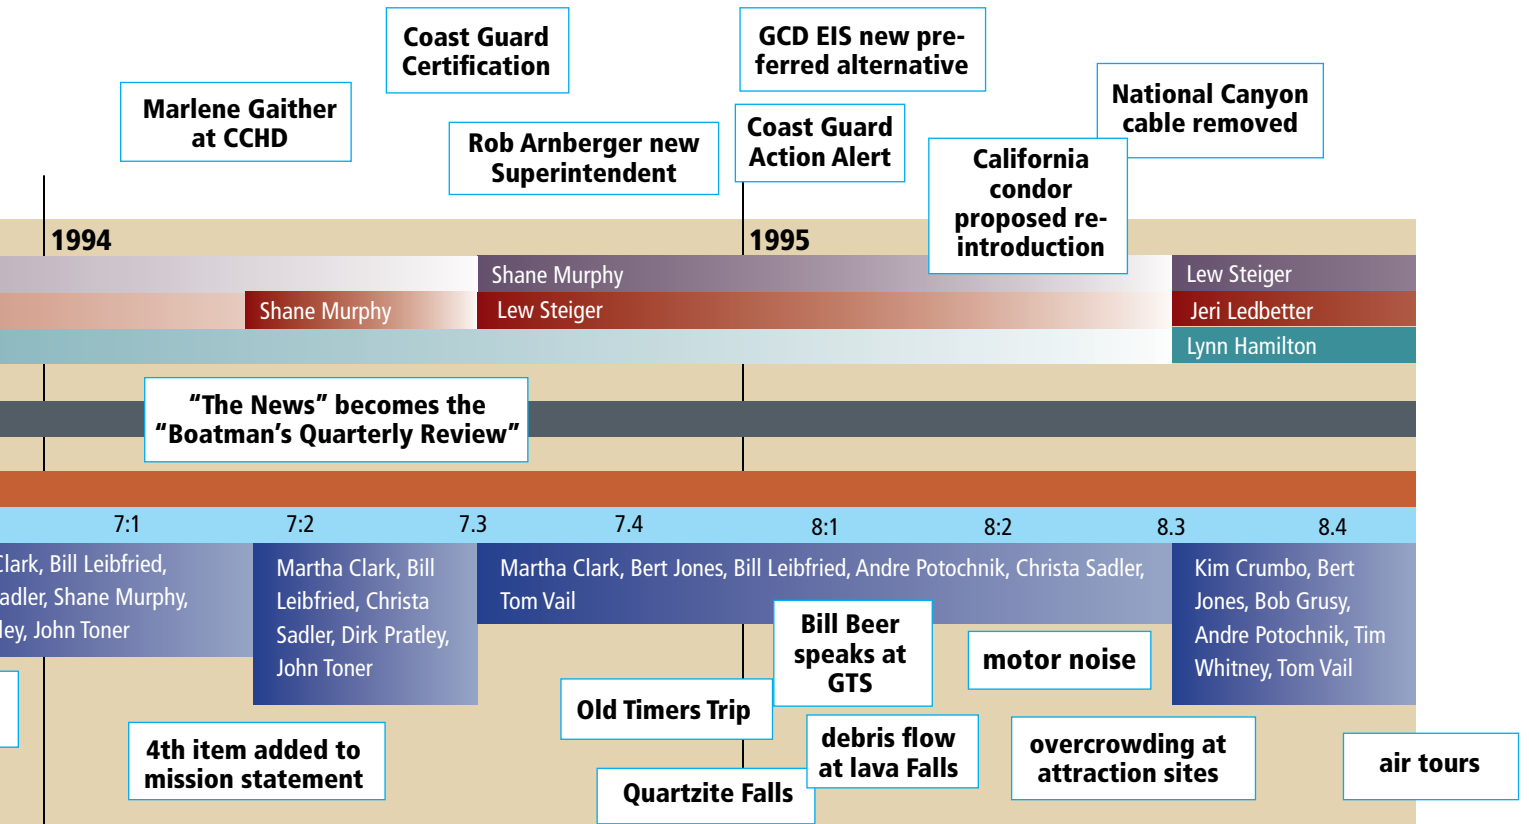 Coast Guard
Certification
GCD EIS new pre-
ferred alternative
Marlene Gaither
at CCHD
Rob Arnberger new
Superintendent
Coast Guard
Action Alert
National Canyon
cable removed
California
condor
proposed re-
introduction
1994
1995
Shane Murphy
Lew Steiger
Shane Murphy
Lew Steiger
Jeri Ledbetter
Lynn Hamilton
“The News” becomes the
“Boatman’s Quarterly Review”
7:1
7:2
7.3
7.4
8:1
8:2
8.3
8.4
Clark, Bill Leibfried,
adler, Shane Murphy,
ley, John Toner
Martha Clark, Bill
Leibfried, Christa
Sadler, Dirk Pratley,
John Toner
Martha Clark, Bert Jones, Bill Leibfried, Andre Potochnik, Christa Sadler,
Tom Vail
Kim Crumbo, Bert
Jones, Bob Grusy,
Andre Potochnik, Tim
Whitney, Tom Vail
Bill Beer
speaks at
GTS
motor noise
Old Timers Trip
4th item added to
mission statement
Quartzite Falls
debris flow
at lava Falls
overcrowding at
attraction sites
air tours